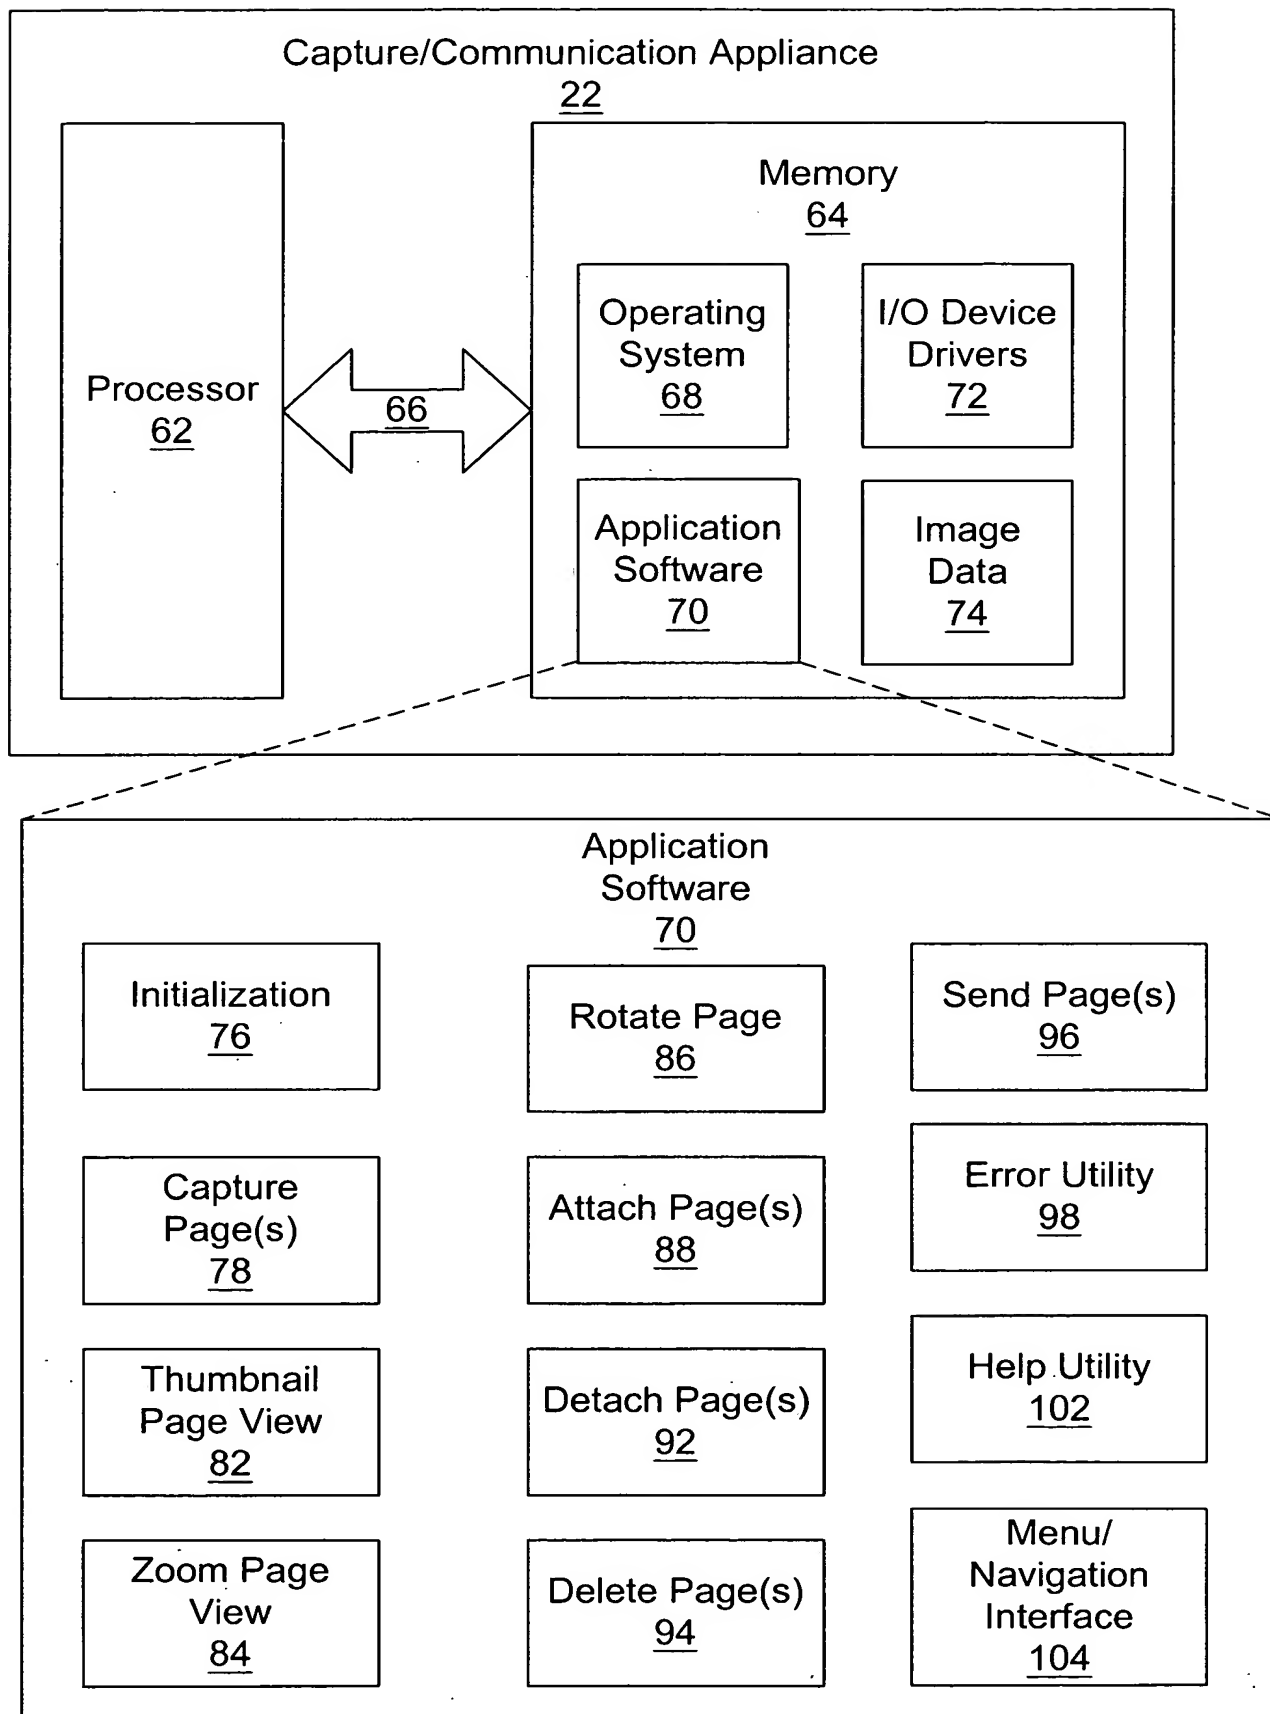 Capture/Communication Appliance
22
Processor
62
66
Memory
64
Operating
System
68
I/O Device
Drivers
72
Application
Software
70
Image
Data
74
Application
Software
70
Initialization
76
Capture
Page(s)
78
Thumbnail
Page View
82
Zoom Page
View
84
Rotate Page
86
Attach Page(s)
88
Detach Page(s)
92
Delete Page(s)
94
Send Page(s)
96
Error Utility
98
Help Utility
102
Menu/
Navigation
Interface
104